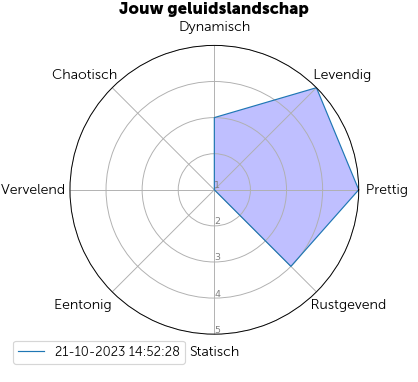 Jouw geluidslandschap
Dynamisch
Chaotisch
Levendig
Vervelend
Prettig
1
2
3
4
5
Eentonig
Rustgevend
Statisch
21-10-2023 14:52:28